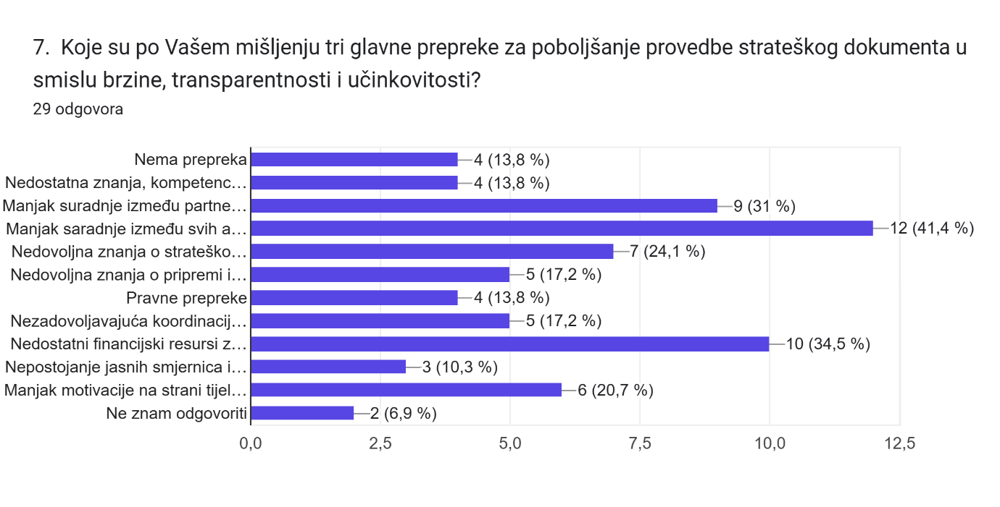 7. Koje su po Vašem mišljenju tri glavne prepreke za poboljšanje provedbe strateškog dokumenta u
smislu brzine, transparentnosti i učinkovitosti?
29 odgovora
Nema prepreka 4 (13,8 %)
Nedostatna znanja, kompetenc… 4 (13,8 %)
Manjak suradnje između partne… 9 (31 %)
Manjak saradnje između svih a… 12 (41,4 %)
Nedovoljna znanja o strateško… 7 (24,1 %)
Nedovoljna znanja o pripremi i… 5 (17,2 %)
Pravne prepreke 4 (13,8 %)
Nezadovoljavajuća koordinacij… 5 (17,2 %)
Nedostatni financijski resursi z… 10 (34,5 %)
Nepostojanje jasnih smjernica i… 3 (10,3 %)
Manjak motivacije na strani tijel… 6 (20,7 %)
Ne znam odgovoriti 2 (6,9 %)
0,0 2,5 5,0 7,5 10,0 12,5